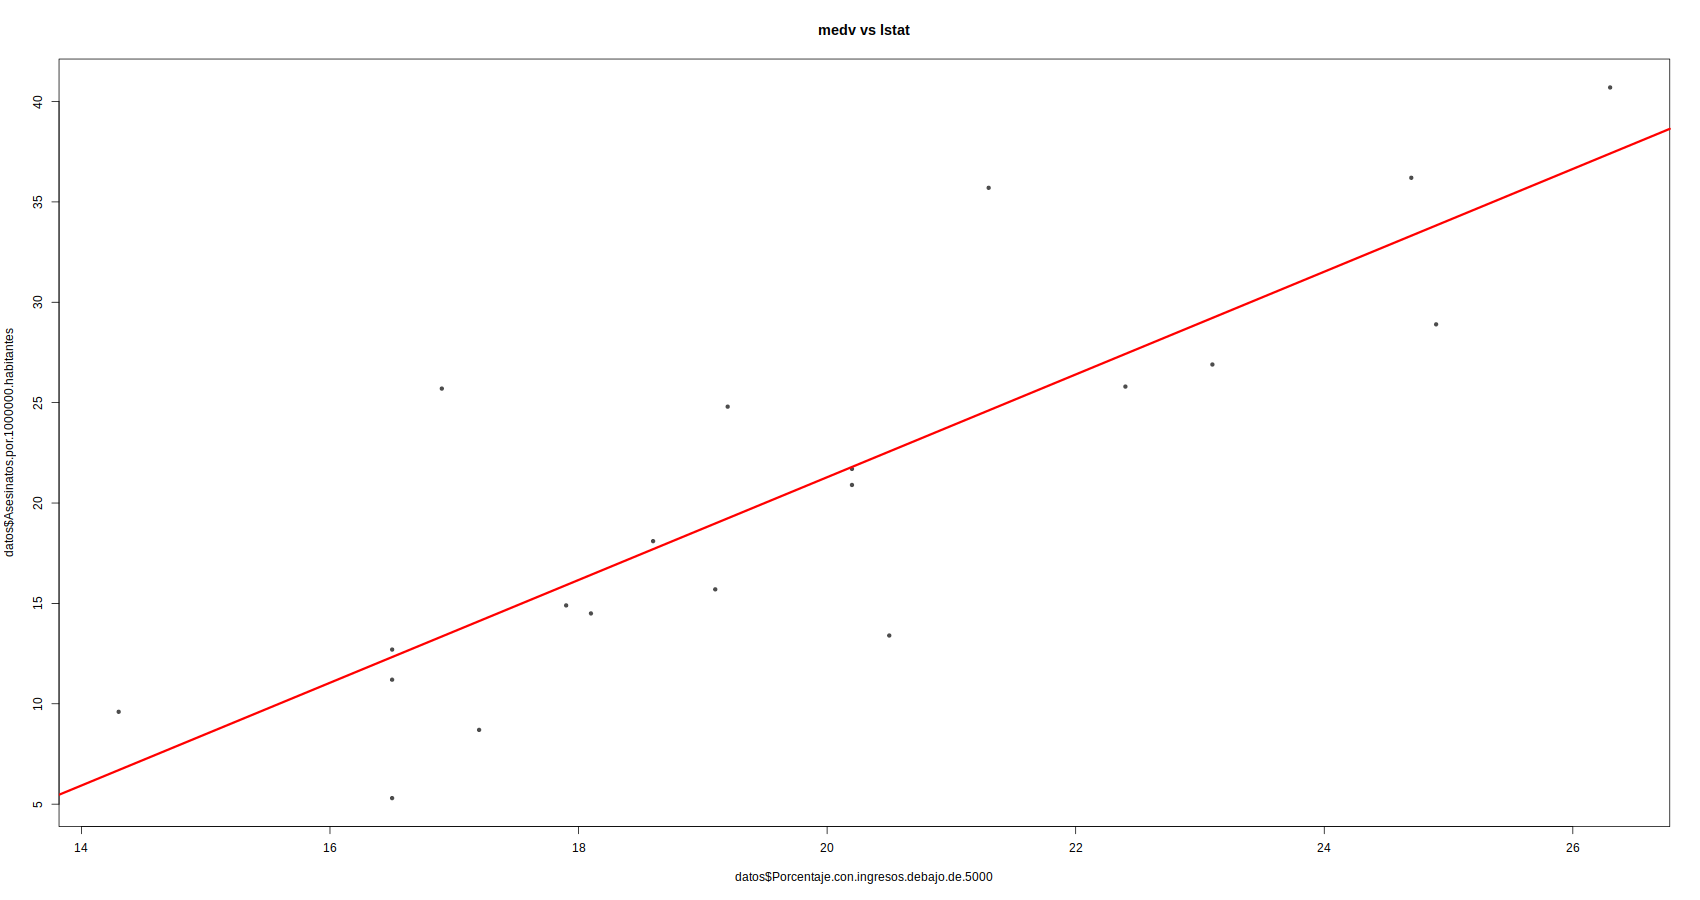 medv vs lstat
datos$Asesinatos.por.1000000.habitantes
40
35
30
25
20
15
10
5
14 16 18 20 22 24 26
datos$Porcentaje.con.ingresos.debajo.de.5000